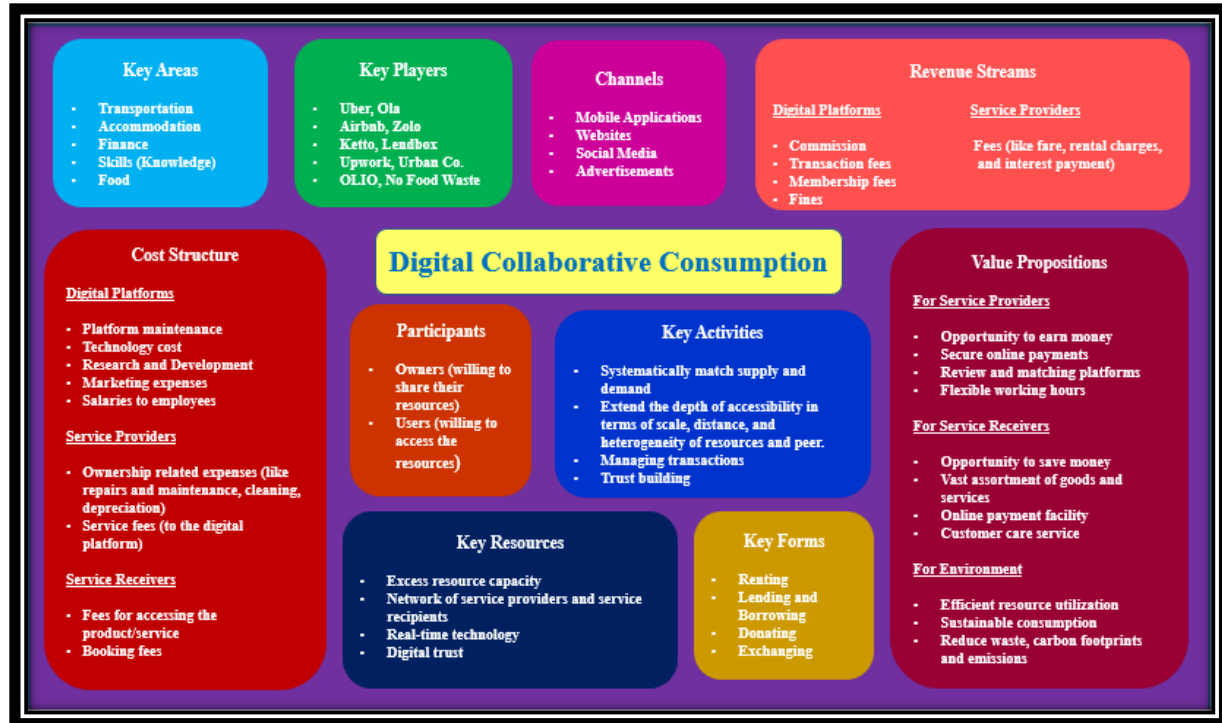 Key Areas
- Transportation
- Accommodation
- Finance
- Skills (Knowledge)
- Food
Key Players
- Uber, Ola
- Airbnb, Zolo
- Ketto, Lendbox
- Upwork, Urban Co.
- OLIO, No Food Waste
Channels
- Mobile Applications
- Websites
- Social Media
- Advertisements
Revenue Streams
Digital Platforms
- Commission
- Transaction fees
- Membership fees
- Fines
Service Providers
Fees (like fare, rental charges,
and interest payment)
Digital Collaborative Consumption
Cost Structure
Digital Platforms
- Platform maintenance
- Technology cost
- Research and Development
- Marketing expenses
- Salaries to employees
Service Providers
- Ownership related expenses (like
repairs and maintenance, cleaning,
depreciation)
- Service fees (to the digital
platform)
Service Receivers
- Fees for accessing the
product/service
- Booking fees
Participants
- Owners (willing to
share their
resources)
- Users (willing to
access the
resources)
Key Activities
- Systematically match supply and
demand
- Extend the depth of accessibility in
terms of scale, distance, and
heterogeneity of resources and peer.
- Managing transactions
- Trust building
Key Resources
- Excess resource capacity
- Network of service providers and service
recipients
- Real-time technology
- Digital trust
Key Forms
- Renting
- Lending and
Borrowing
- Donating
- Exchanging
Value Propositions
For Service Providers
- Opportunity to earn money
- Secure online payments
- Review and matching platforms
- Flexible working hours
For Service Receivers
- Opportunity to save money
- Vast assortment of goods and
services
- Online payment facility
- Customer care service
For Environment
- Efficient resource utilization
- Sustainable consumption
- Reduce waste, carbon footprints
and emissions